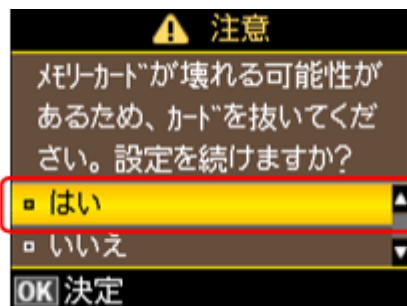 注意
メモリーカードが壊れる可能性が
あるため、カードを抜いてくだ
さい。設定を続けますか?
はい
いいえ
OK 決定